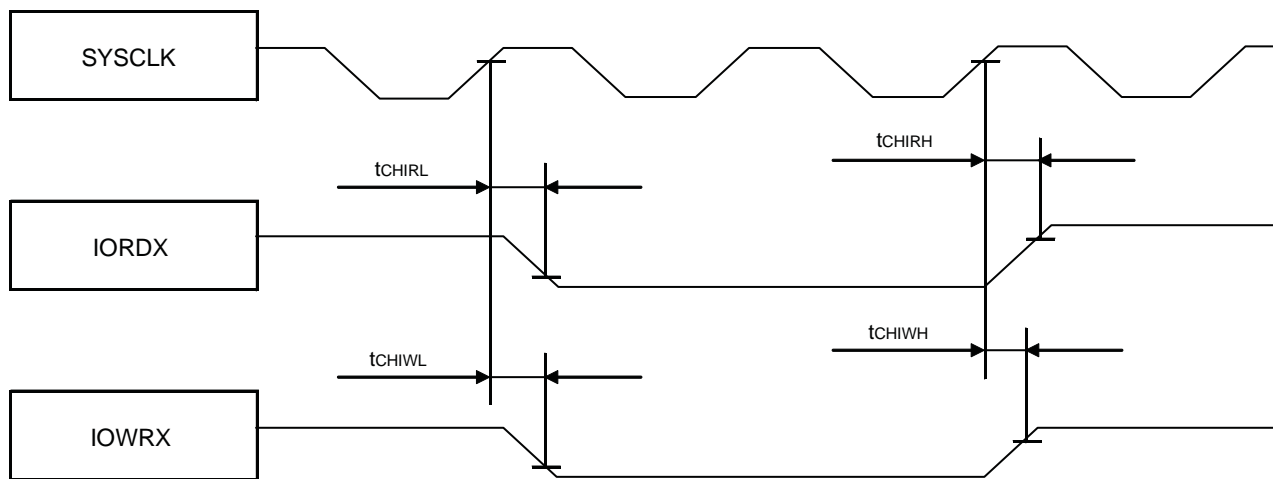 SYSCLK
tCHIRH
tCHIRL
IORDX
tCHIWH
tCHIWL
IOWRX